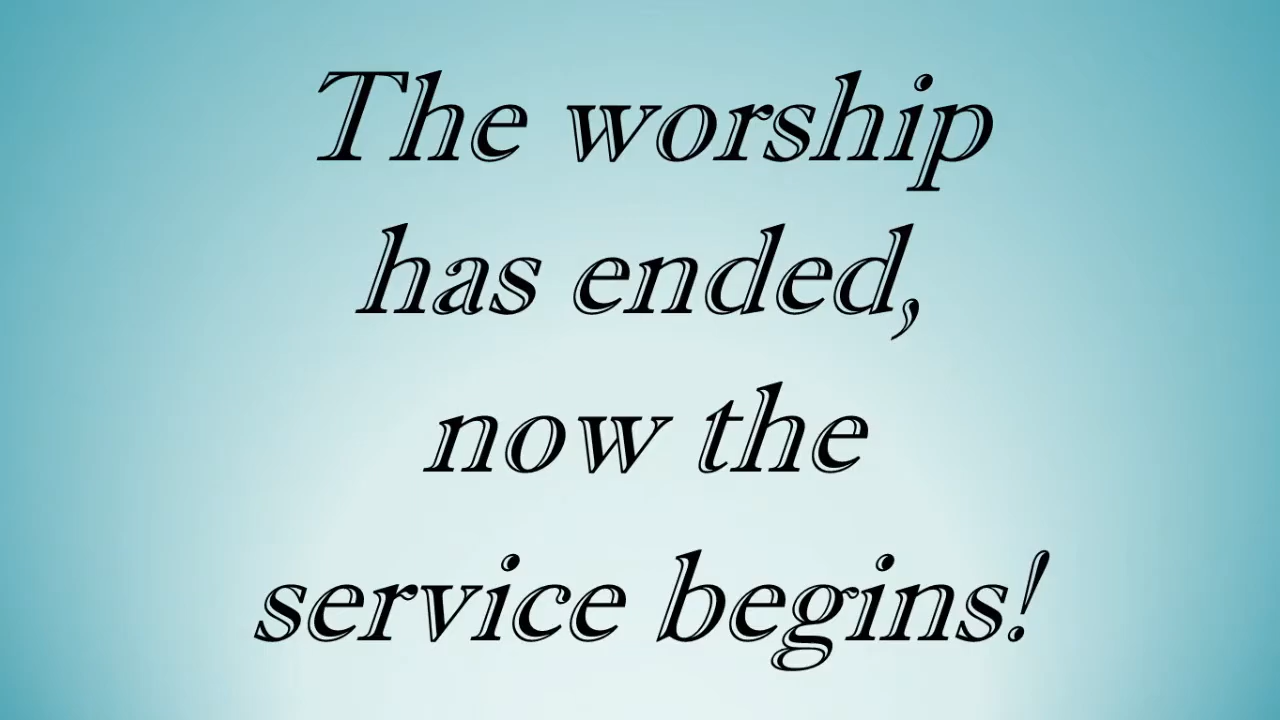 The worship
has ended,
now the
service begins!